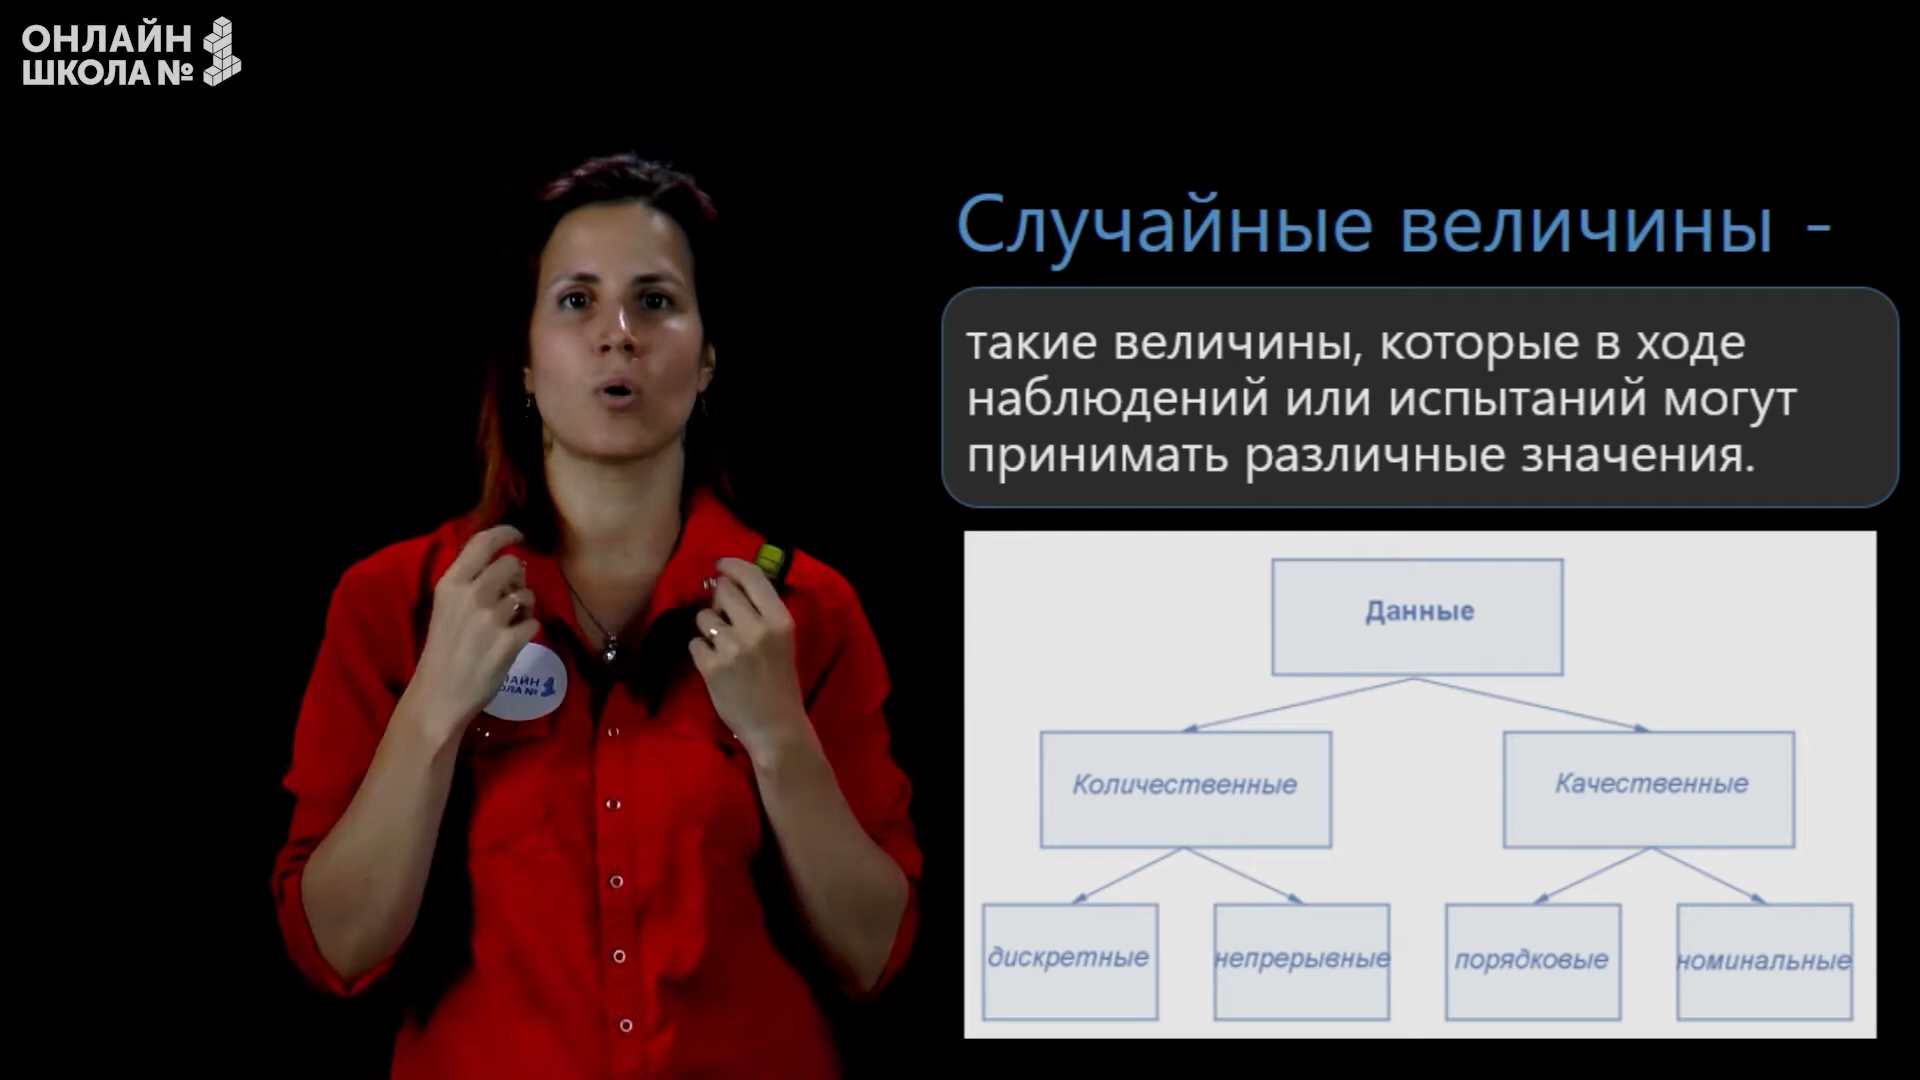 ОНЛАЙН
ШКОЛА №
Случайные величины -
такие величины, которые в ходе
наблюдений или испытаний могут
принимать различные значения.
Данные
Количественные
Качественные
дискретные
непрерывные
порядковые
номинальные